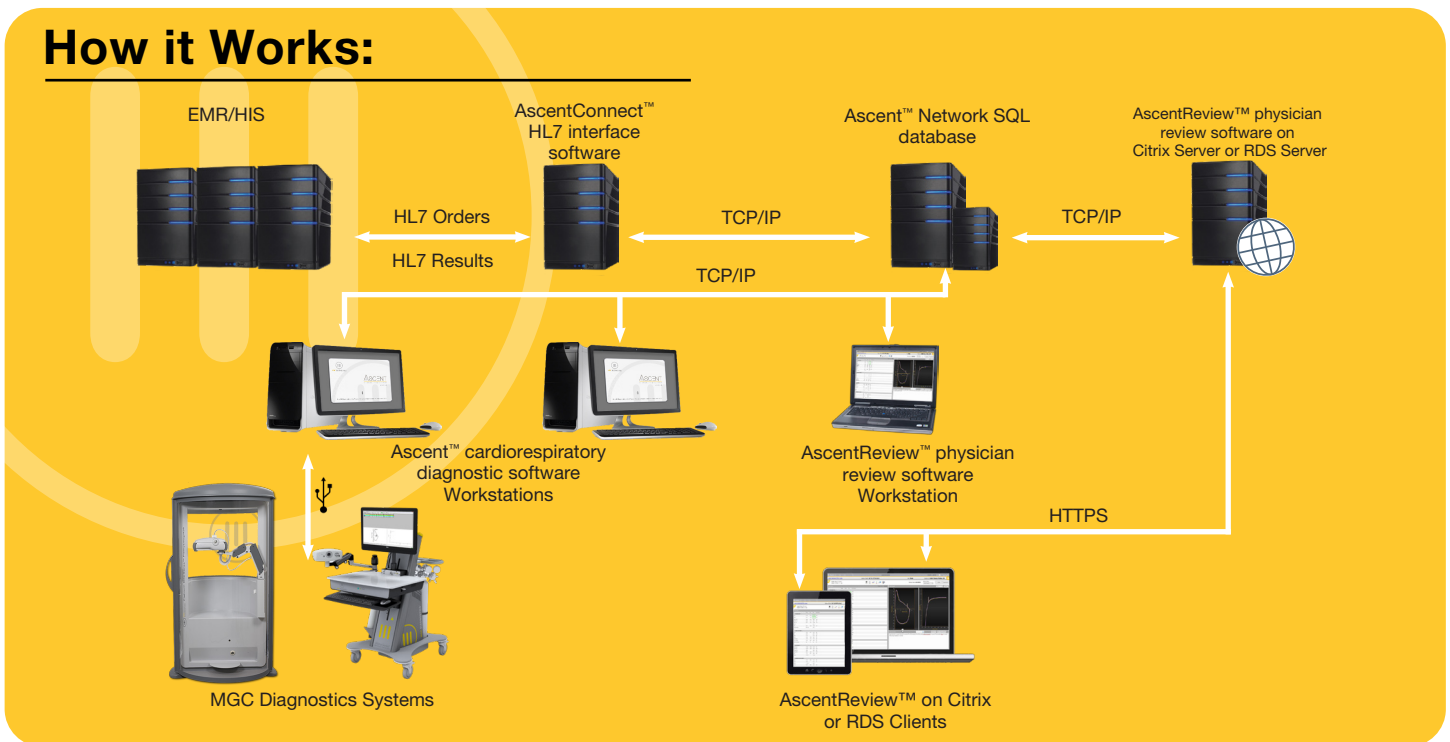 How it Works:
EMR/HIS
AscentConnect™
HL7 interface
software
Ascent™ Network SQL
database
AscentReview™ physician
review software on
Citrix Server or RDS Server
HL7 Orders
HL7 Results
TCP/IP
TCP/IP
TCP/IP
Ascent™ cardiorespiratory
diagnostic software
Workstations
AscentReview™ physician
review software
Workstation
HTTPS
MGC Diagnostics Systems
AscentReview™ on Citrix
or RDS Clients